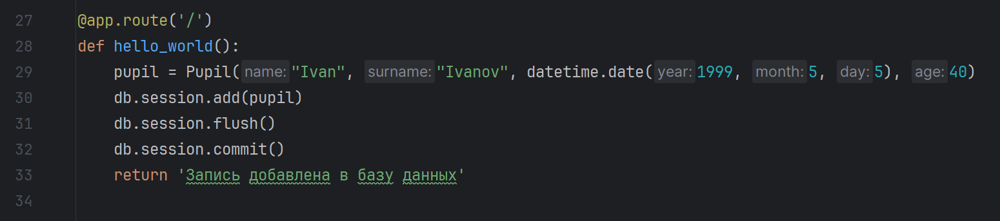 27 @app.route('/')
28 def hello_world():
29 pupil = Pupil(name: "Ivan", surname: "Ivanov", datetime.date(year: 1999, month: 5, day: 5), age: 40)
30 db.session.add(pupil)
31 db.session.flush()
32 db.session.commit()
33 return 'Запись добавлена в базу данных'
34